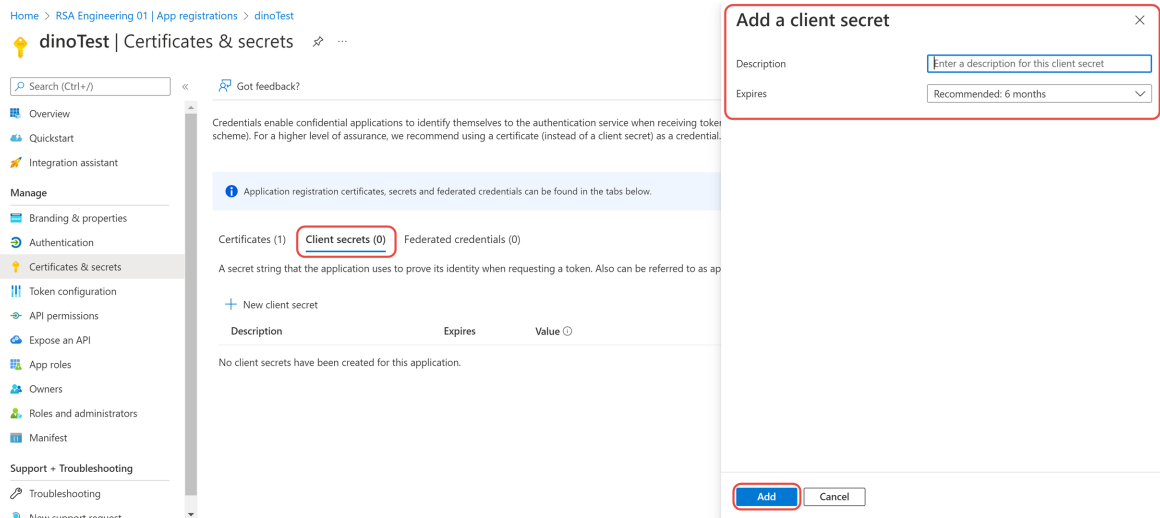 Home > RSA Engineering 01 | App registrations > dinoTest
dinoTest | Certificates & secrets
Search (Ctrl+/)
Overview
Quickstart
Integration assistant
Manage
Branding & properties
Authentication
Certificates & secrets
Token configuration
API permissions
Expose an API
App roles
Owners
Roles and administrators
Manifest
Support + Troubleshooting
Troubleshooting
New support request
Got feedback?
Credentials enable confidential applications to identify themselves to the authentication service when receiving toke
scheme). For a higher level of assurance, we recommend using a certificate (instead of a client secret) as a credential.
Application registration certificates, secrets and federated credentials can be found in the tabs below.
Certificates (1) Client secrets (0) Federated credentials (0)
A secret string that the application uses to prove its identity when requesting a token. Also can be referred to as ap
New client secret
Description Expires Value
No client secrets have been created for this application.
Add a client secret
Description Enter a description for this client secret
Expires Recommended: 6 months
Add Cancel